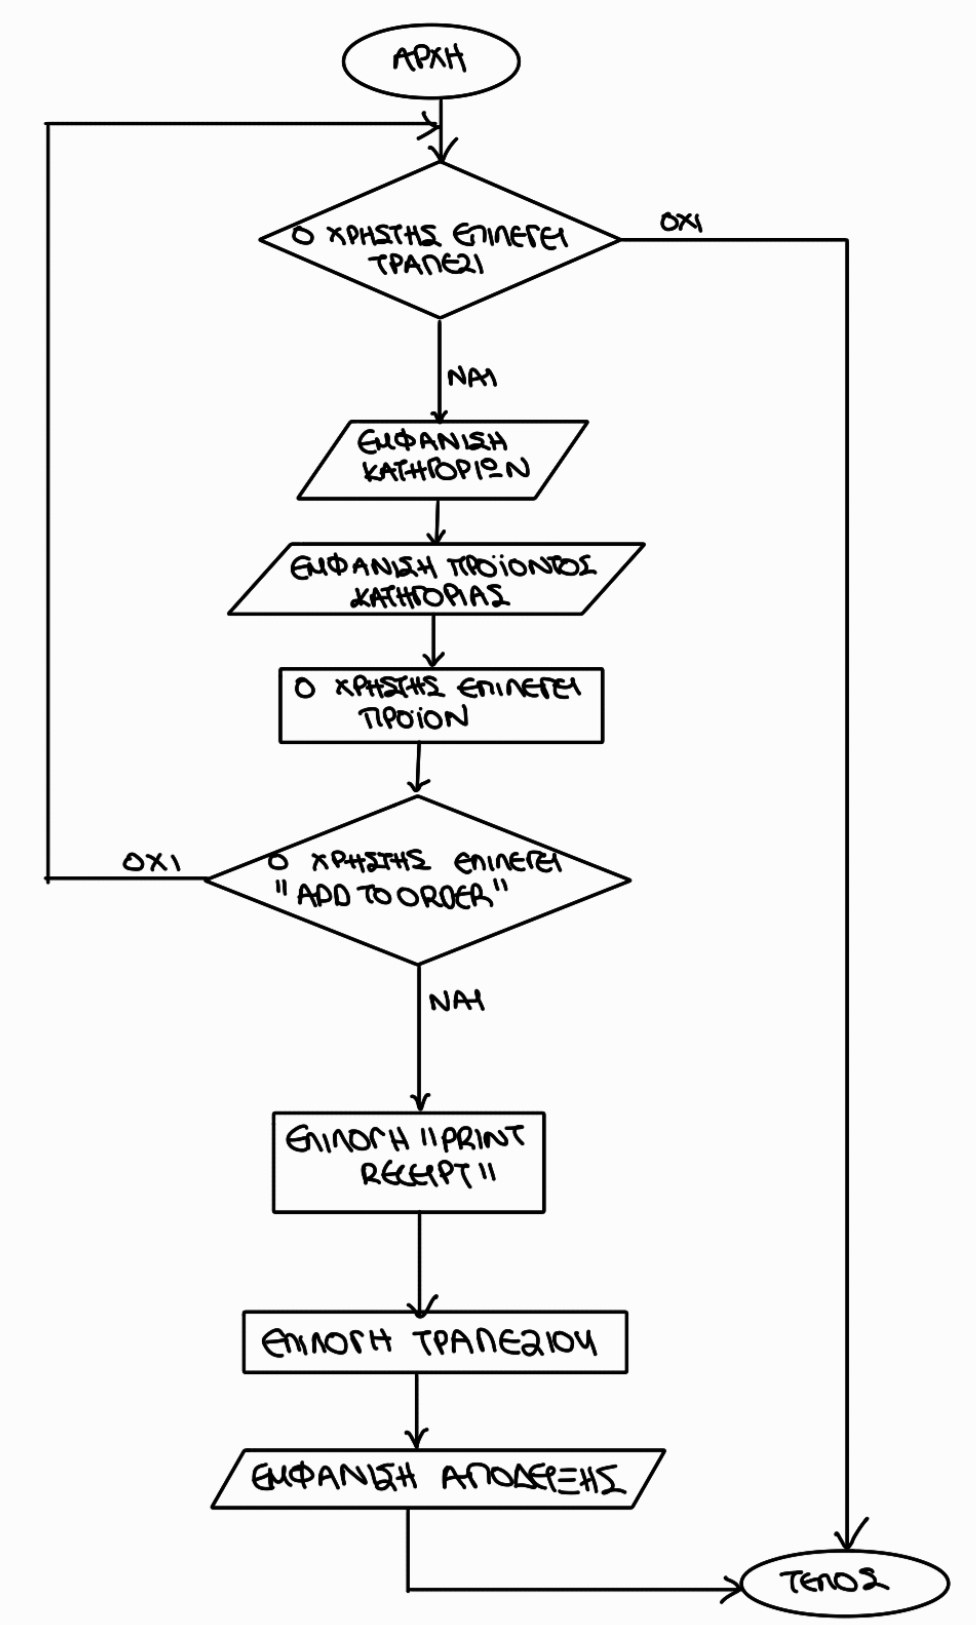 ΑΡΧΗ
Ο ΧΡΗΣΤΗΣ ΕΠΙΛΕΓΕΙ
ΤΡΑΠΕΖΙ
ΟΧΙ
ΝΑΙ
ΕΜΦΑΝΙΣΗ
ΚΑΤΗΓΟΡΙΩΝ
ΕΜΦΑΝΙΣΗ ΠΡΟΪΟΝΤΟΣ
ΚΑΤΗΓΟΡΙΑΣ
Ο ΧΡΗΣΤΗΣ ΕΠΙΛΕΓΕΙ
ΠΡΟΪΟΝ
ΟΧΙ
Ο ΧΡΗΣΤΗΣ ΕΠΙΛΕΓΕΙ
"ADD TO ORDER"
ΝΑΙ
ΕΠΙΛΟΓΗ "PRINT
RECEIPT"
ΕΠΙΛΟΓΗ ΤΡΑΠΕΖΙΟΥ
ΕΜΦΑΝΙΣΗ ΑΠΟΔΕΙΞΗΣ
ΤΕΛΟΣ